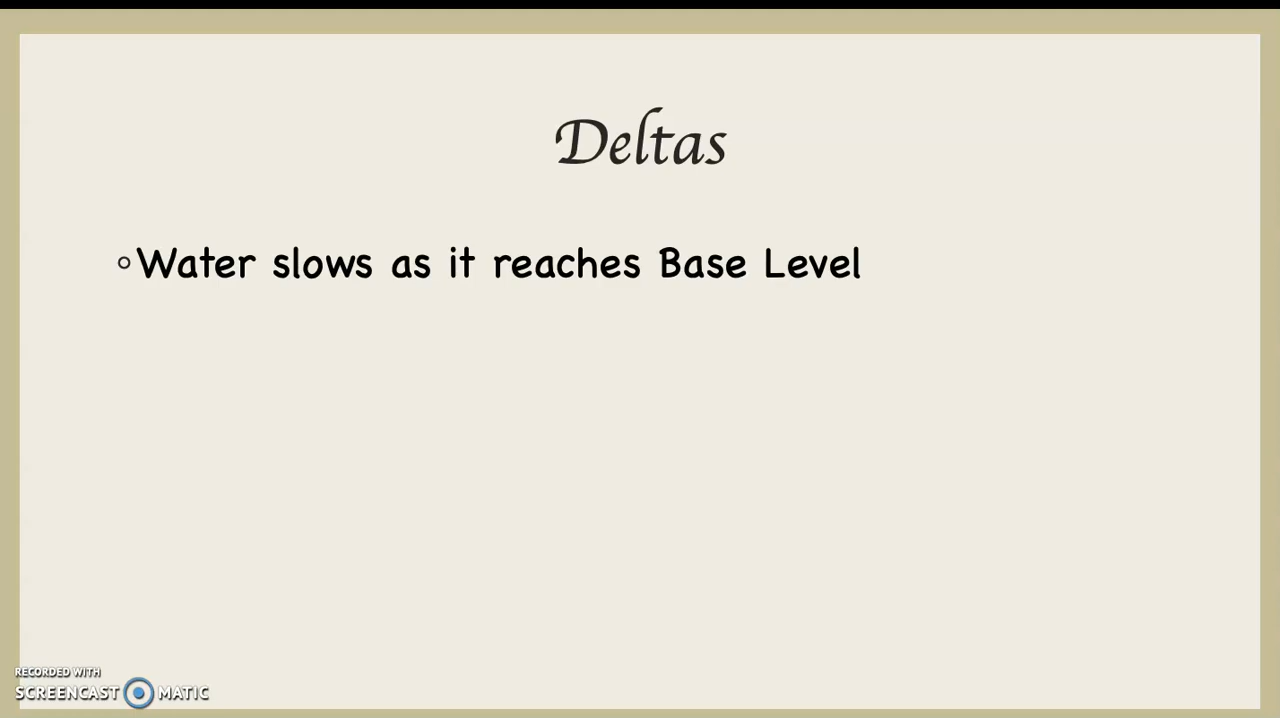 Deltas
◦Water slows as it reaches Base Level
RECORDED WITH
SCREENCAST MATIC